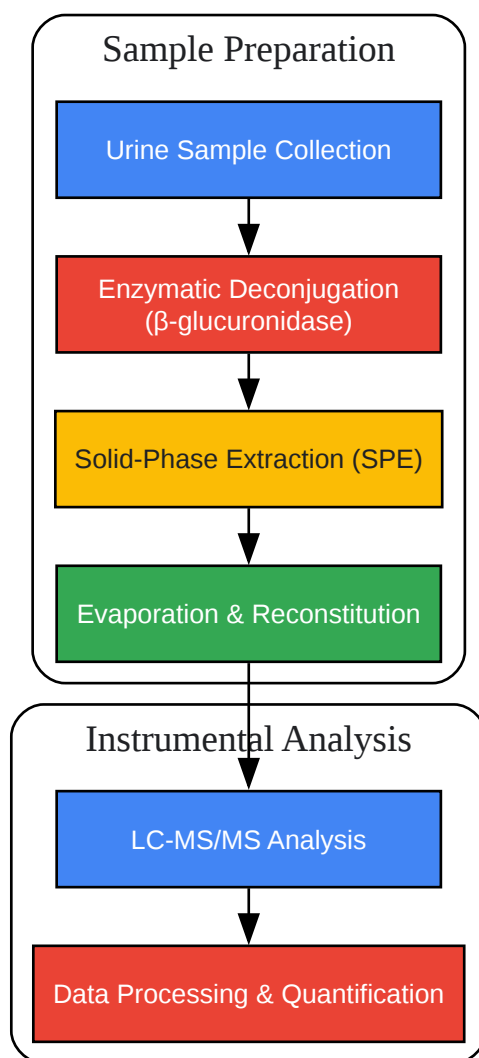 Sample Preparation
Urine Sample Collection
Enzymatic Deconjugation
(β-glucuronidase)
Solid-Phase Extraction (SPE)
Evaporation & Reconstitution
Instrumental Analysis
LC-MS/MS Analysis
Data Processing & Quantification